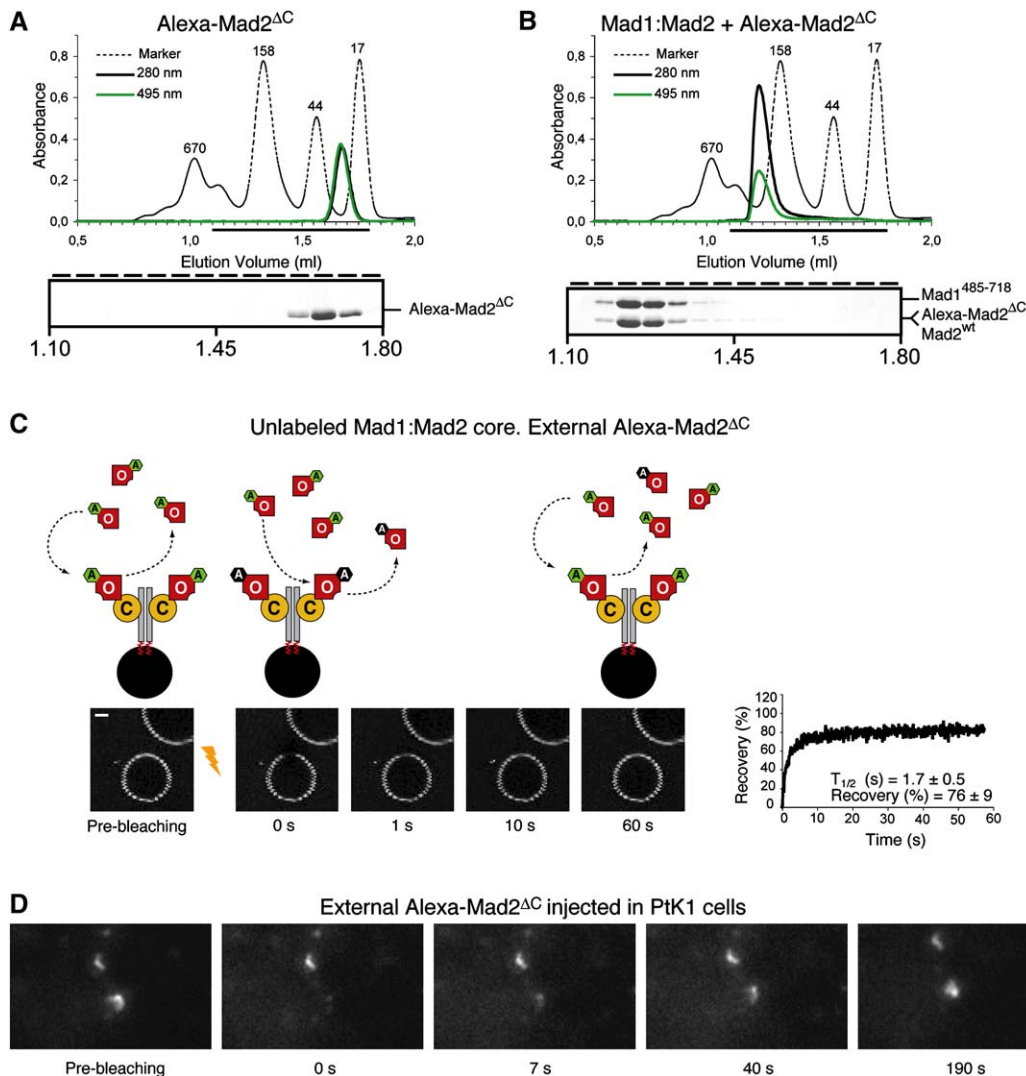 A
Alexa-Mad2ΔC
Absorbance
0,8
0,6
0,4
0,2
0,0
Marker
280 nm
495 nm
670
158
44
17
0,5
1,0
1,5
2,0
Elution Volume (ml)
Alexa-Mad2ΔC
1.10
1.45
1.80
B
Mad1:Mad2 + Alexa-Mad2ΔC
Absorbance
0,8
0,6
0,4
0,2
0,0
Marker
280 nm
495 nm
670
158
44
17
0,5
1,0
1,5
2,0
Elution Volume (ml)
Mad1485-718
Alexa-Mad2ΔC
Mad2wt
1.10
1.45
1.80
C
Unlabeled Mad1:Mad2 core. External Alexa-Mad2ΔC
O A
A O
A O
A O O A
C C
A O
O A
O A
A O
A O O A
C C
A O
A O
O A
A O
A O O A
C C
Pre-bleaching
0 s
1 s
10 s
60 s
Recovery (%)
120
100
80
60
40
20
0
T1/2 (s) = 1.7 ± 0.5
Recovery (%) = 76 ± 9
0 10 20 30 40 50 60
Time (s)
D
External Alexa-Mad2ΔC injected in PtK1 cells
Pre-bleaching
0 s
7 s
40 s
190 s